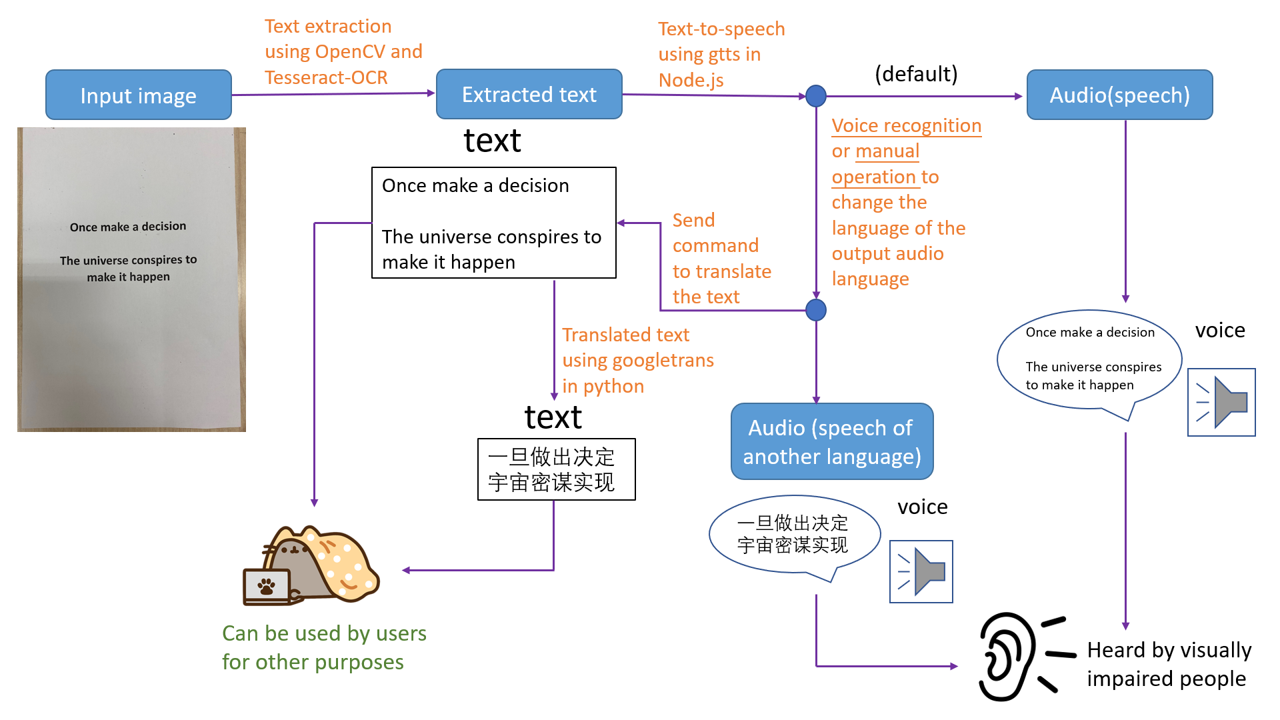 Text extraction
using OpenCV and
Tesseract-OCR
Text-to-speech
using gtts in
Node.js
Input image
Extracted text
(default)
Audio(speech)
text
Once make a decision
The universe conspires to
make it happen
Once make a decision
The universe conspires to
make it happen
Voice recognition
or manual
operation to
change the
language of the
output audio
language
Send
command
to translate
the text
Translated text
using googletrans
in python
text
一旦做出决定
宇宙密谋实现
Once make a decision
The universe conspires
to make it happen
voice
Audio (speech of
another language)
一旦做出决定
宇宙密谋实现
voice
Can be used by users
for other purposes
Heard by visually
impaired people